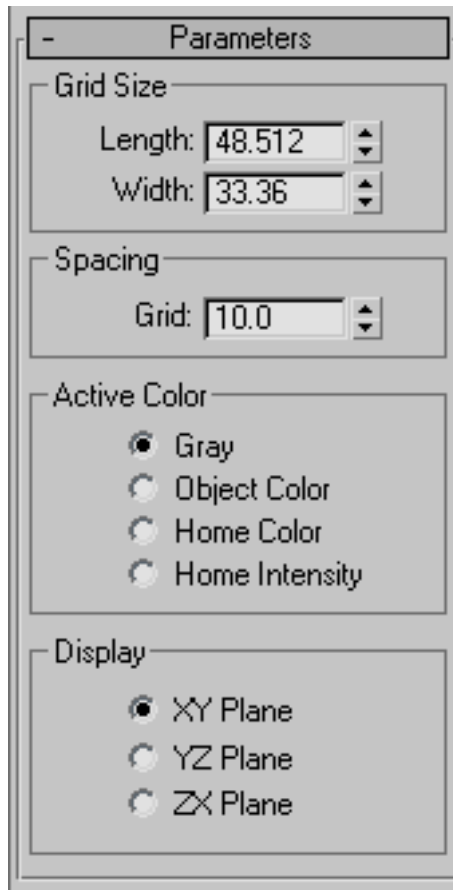 - Parameters
Grid Size
Length: 48.512
Width: 33.36
Spacing
Grid: 10.0
Active Color
Gray
Object Color
Home Color
Home Intensity
Display
XY Plane
YZ Plane
ZX Plane